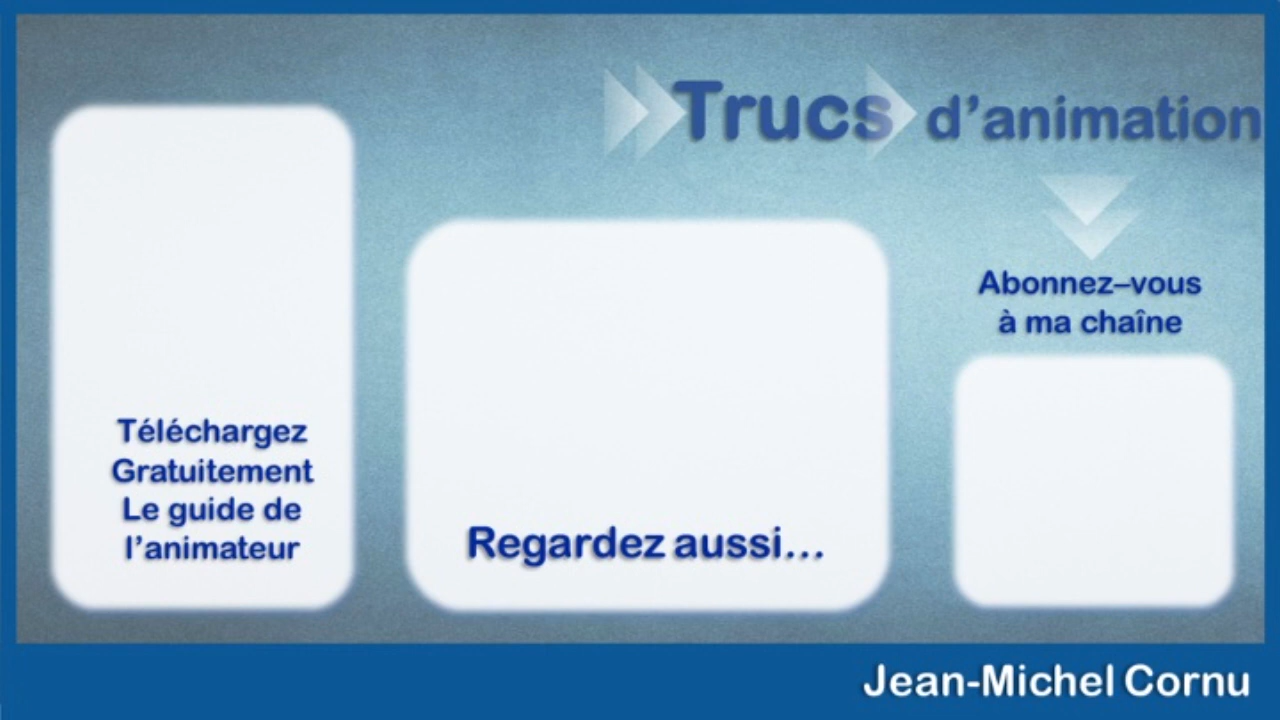 Trucs d’animation
Abonnez–vous
à ma chaîne
Téléchargez
Gratuitement
Le guide de
l’animateur
Regardez aussi...
Jean-Michel Cornu